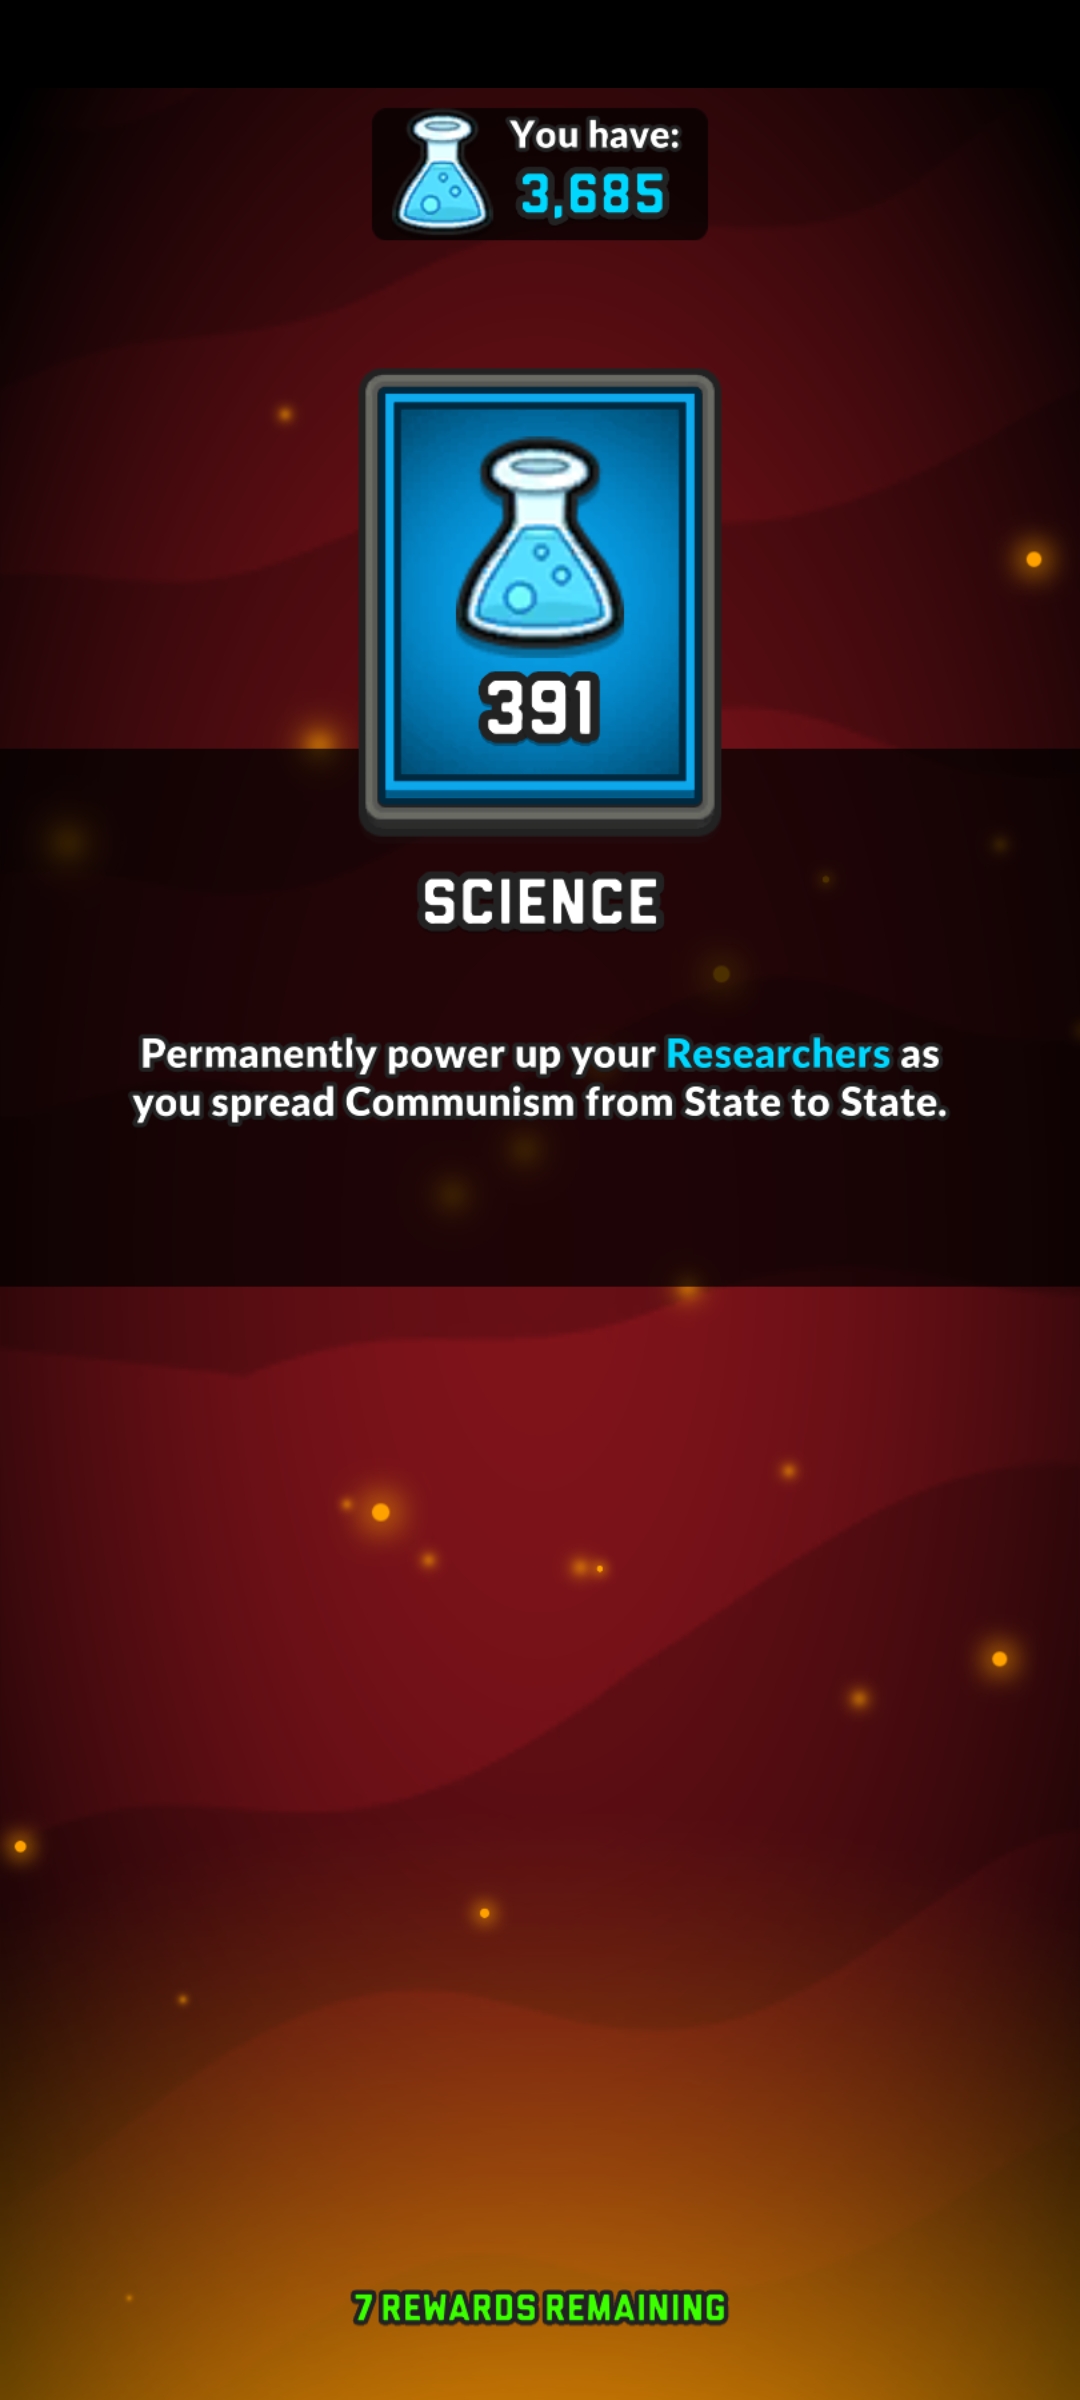 You have:
3,685
391
SCIENCE
Permanently power up your Researchers as
you spread Communism from State to State.
7 REWARDS REMAINING